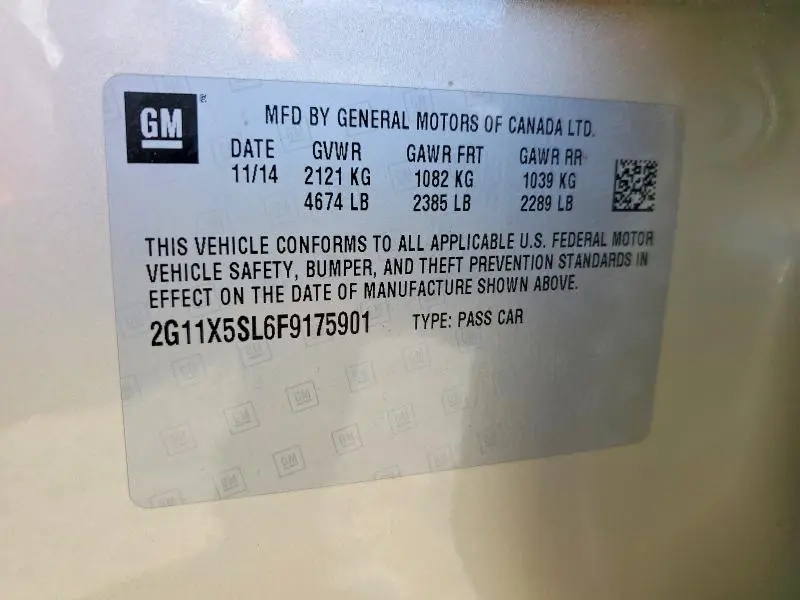 GM®
MFD BY GENERAL MOTORS OF CANADA LTD.
DATE GVWR GAWR FRT GAWR RR
11/14 2121 KG 1082 KG 1039 KG
4674 LB 2385 LB 2289 LB
THIS VEHICLE CONFORMS TO ALL APPLICABLE U.S. FEDERAL MOTOR
VEHICLE SAFETY, BUMPER, AND THEFT PREVENTION STANDARDS IN
EFFECT ON THE DATE OF MANUFACTURE SHOWN ABOVE.
2G11X5SL6F9175901 TYPE: PASS CAR